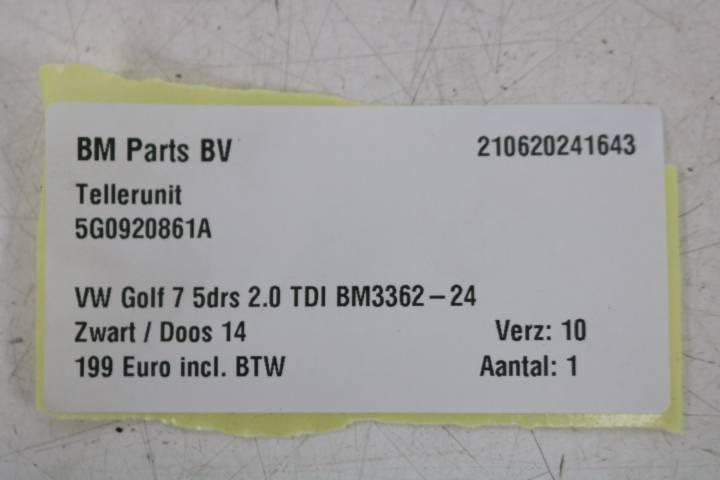 BM Parts BV 210620241643
Tellerunit
5G0920861A
VW Golf 7 5drs 2.0 TDI BM3362-24
Zwart / Doos 14 Verz: 10
199 Euro incl. BTW Aantal: 1